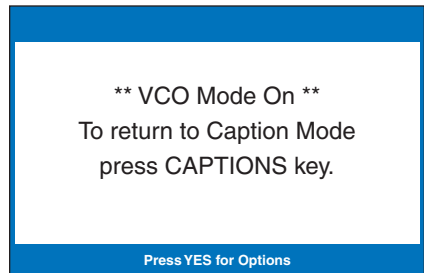 ** VCO Mode On **
To return to Caption Mode
press CAPTIONS key.
Press YES for Options